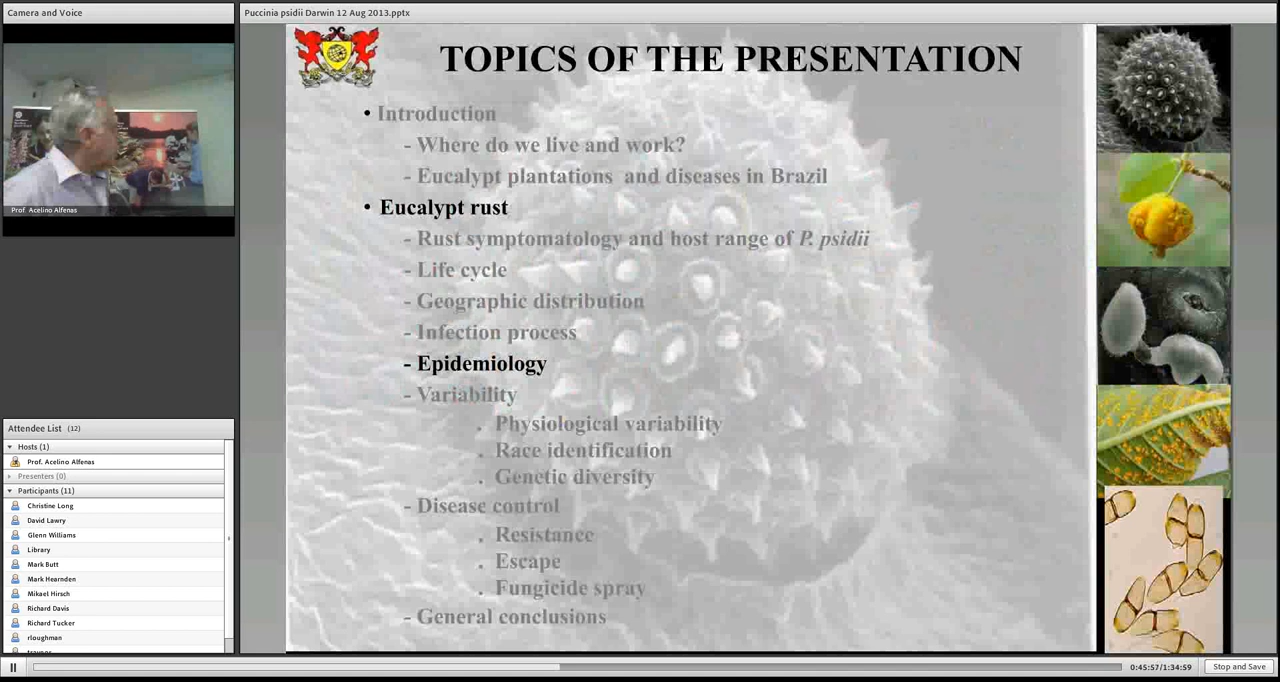 Camera and Voice
Prof. Acelino Alfenas
Attendee List (12)
Hosts (1)
Prof. Acelino Alfenas
Presenters (0)
Participants (11)
Christine Long
David Lawry
Glenn Williams
Library
Mark Butt
Mark Hearnden
Mikael Hirsch
Richard Davis
Richard Tucker
rloughman
Puccinia psidii Darwin 12 Aug 2013.pptx
TOPICS OF THE PRESENTATION
• Introduction
- Where do we live and work?
- Eucalypt plantations and diseases in Brazil
• Eucalypt rust
- Rust symptomatology and host range of P. psidii
- Life cycle
- Geographic distribution
- Infection process
- Epidemiology
- Variability
. Physiological variability
. Race identification
. Genetic diversity
- Disease control
. Resistance
. Escape
. Fungicide spray
- General conclusions
0:45:57/1:34:59
Stop and Save